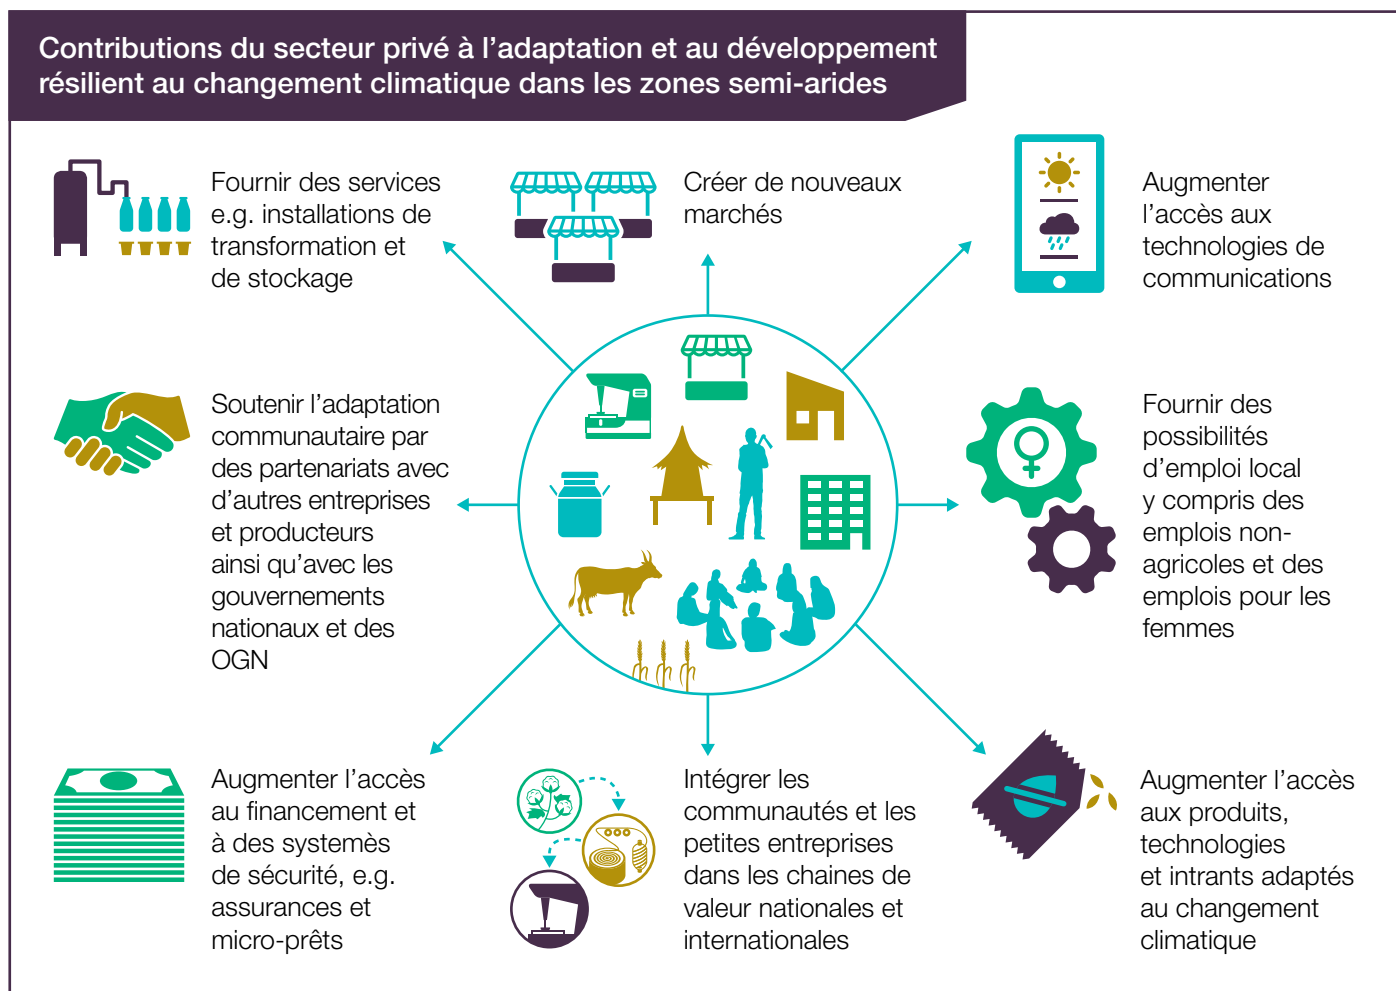 Contributions du secteur privé à l’adaptation et au développement
résilient au changement climatique dans les zones semi-arides
Fournir des services
e.g. installations de
transformation et
de stockage
Créer de nouveaux
marchés
Augmenter
l’accès aux
technologies de
communications
Soutenir l’adaptation
communautaire par
des partenariats avec
d’autres entreprises
et producteurs
ainsi qu’avec les
gouvernements
nationaux et des
OGN
Fournir des
possibilités
d’emploi local
y compris des
emplois non-
agricoles et des
emplois pour les
femmes
Augmenter l’accès
au financement et
à des systemès
de sécurité, e.g.
assurances et
micro-prêts
Intégrer les
communautés et les
petites entreprises
dans les chaines de
valeur nationales et
internationales
Augmenter l’accès
aux produits,
technologies
et intrants adaptés
au changement
climatique